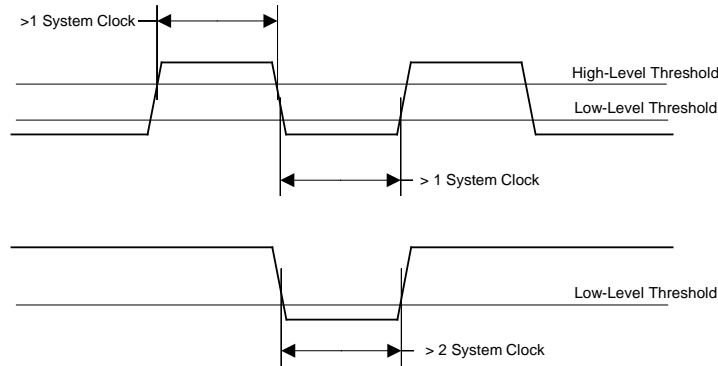 >1 System Clock
High-Level Threshold
Low-Level Threshold
> 1 System Clock
Low-Level Threshold
> 2 System Clock